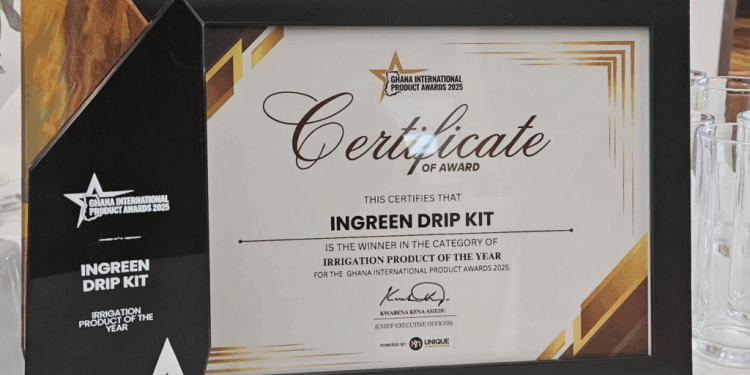 GHANA INTERNATIONAL
PRODUCT AWARDS 2025
INGREEN
DRIP KIT
IRRIGATION
PRODUCT OF THE
YEAR
GHANA INTERNATIONAL
PRODUCT AWARDS 2025
Certificate
OF AWARD
THIS CERTIFIES THAT
INGREEN DRIP KIT
IS THE WINNER IN THE CATEGORY OF
IRRIGATION PRODUCT OF THE YEAR
FOR THE GHANA INTERNATIONAL PRODUCT AWARDS 2025.
KWABENA KENA ASIEDU
(CHIEF EXECUTIVE OFFICER)
POWERED BY: UNIQUE